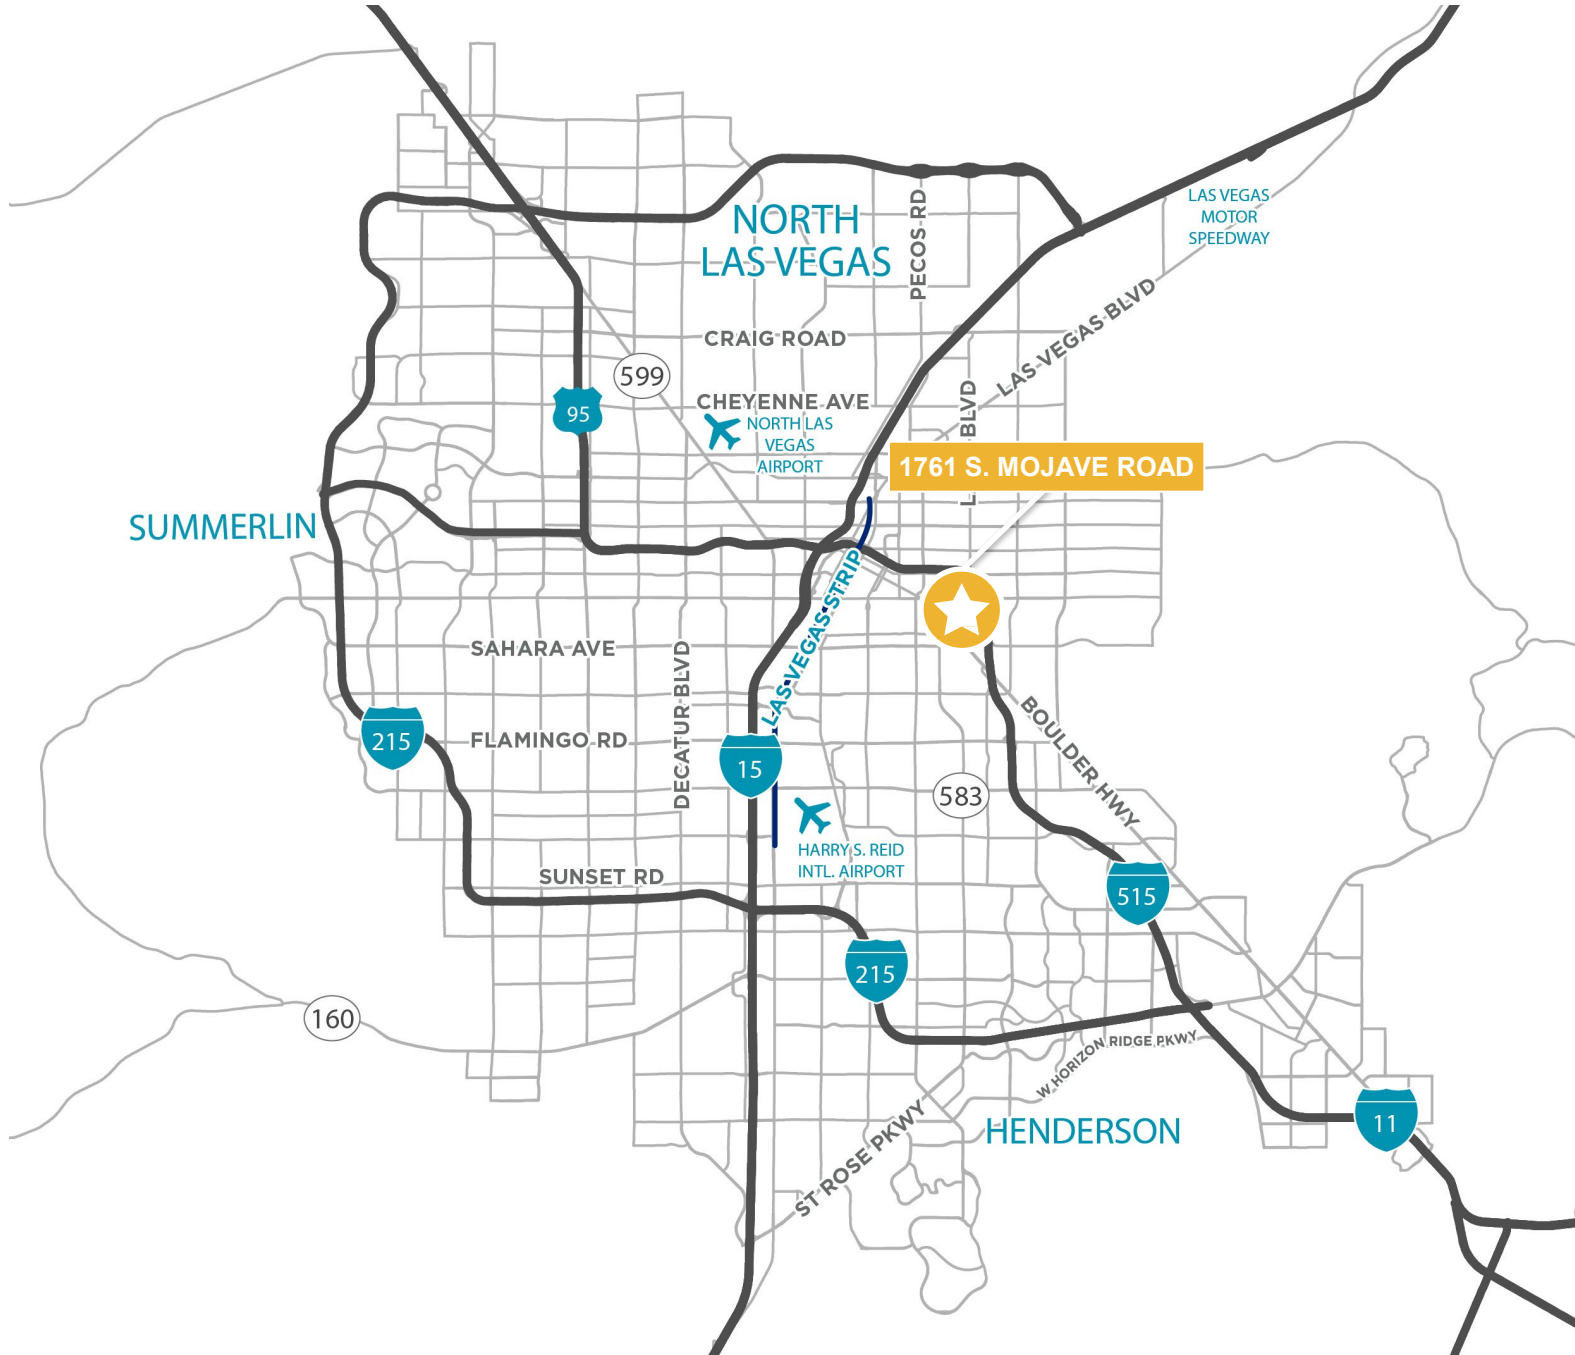 NORTH
LAS VEGAS
PECOS RD
LAS VEGAS
MOTOR
SPEEDWAY
LAS VEGAS BLVD
CRAIG ROAD
599
CHEYENNE AVE
95
NORTH LAS
VEGAS
AIRPORT
BLVD
1761 S. MOJAVE ROAD
SUMMERLIN
LAS VEGAS STRIP
SAHARA AVE
DECATUR BLVD
215
FLAMINGO RD
15
BOULDER HWY
583
HARRY S. REID
INTL. AIRPORT
SUNSET RD
515
215
160
W HORIZON RIDGE PKWY
ST ROSE PKWY
HENDERSON
11